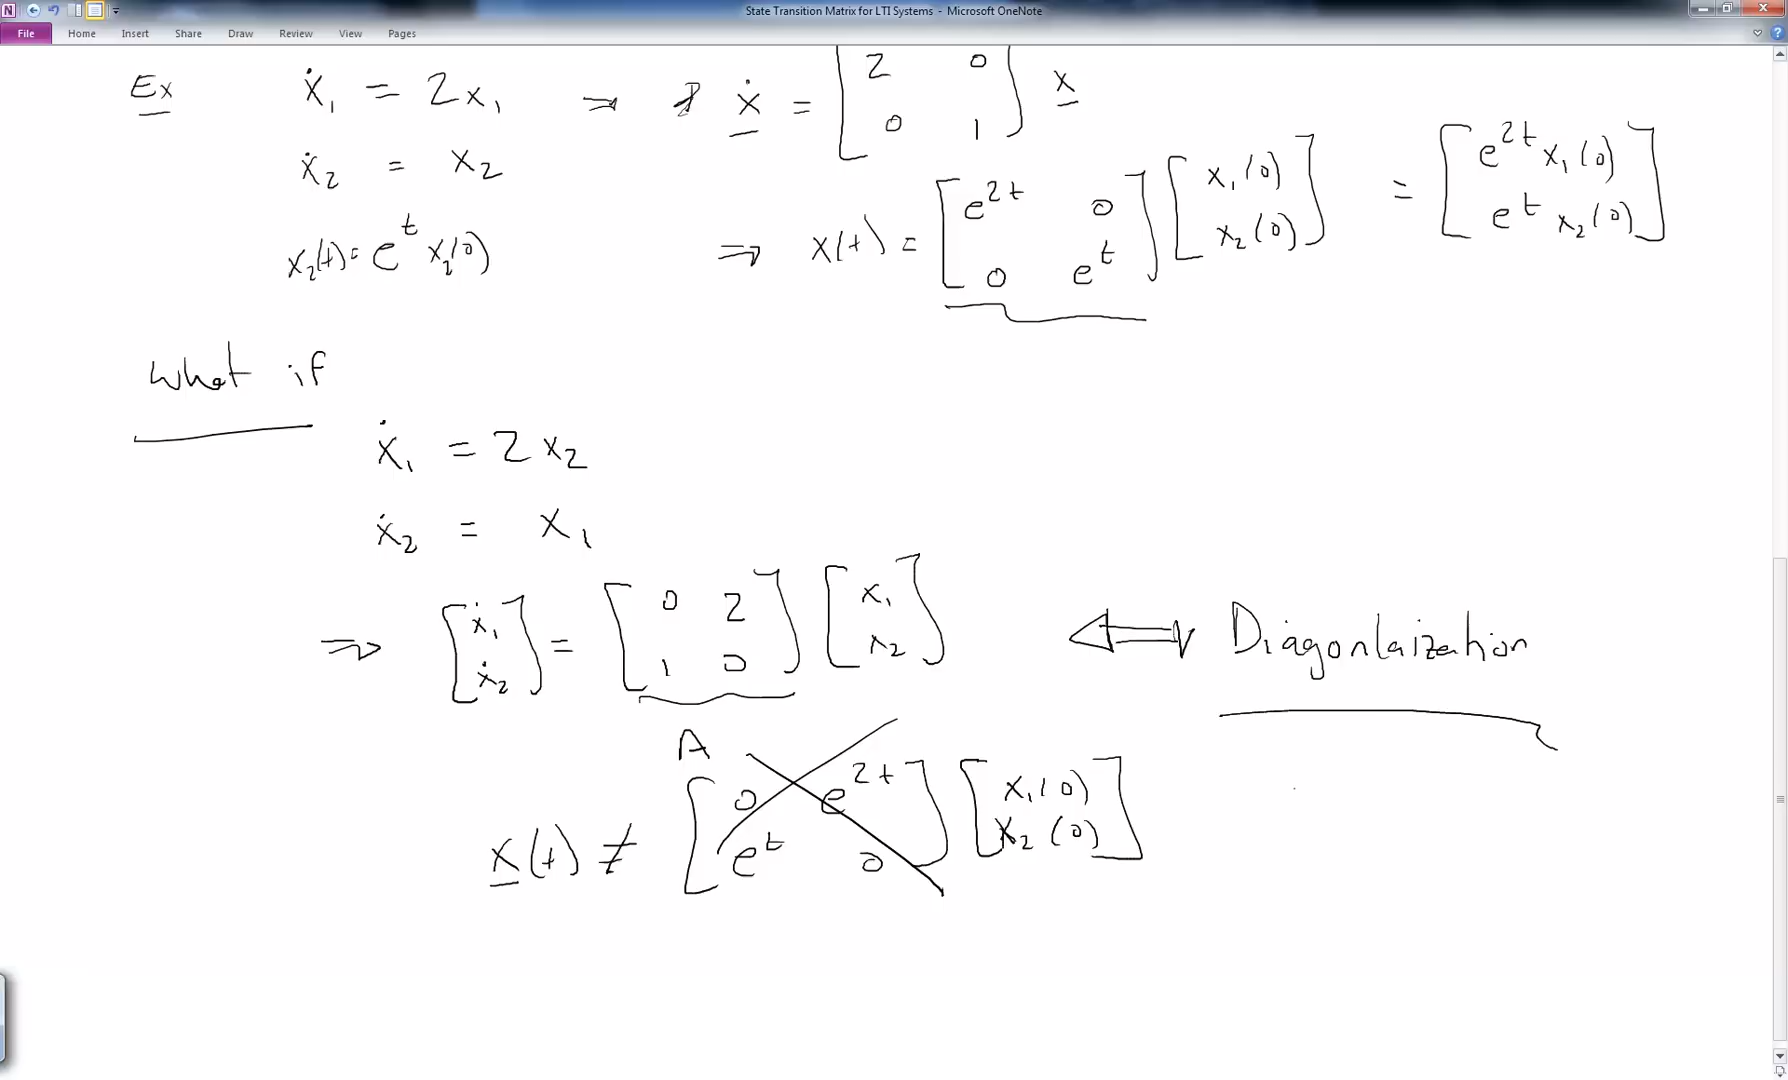 State Transition Matrix for LTI Systems - Microsoft OneNote
File Home Insert Share Draw Review View Pages
Ex ẋ₁ = 2x₁ ⇒ ẋ = [2 0; 0 1] x
ẋ₂ = x₂
x₂(t) = e^t x₂(0) ⇒ x(t) = [e^2t 0; 0 e^t] [x₁(0); x₂(0)] = [e^2t x₁(0); e^t x₂(0)]
What if
ẋ₁ = 2x₂
ẋ₂ = x₁
⇒ [ẋ₁; ẋ₂] = [0 2; 1 0] [x₁; x₂] ⇔ Diagonlaization
A
x(t) ≠ [0 e^2t; e^t 0] [x₁(0); x₂(0)]